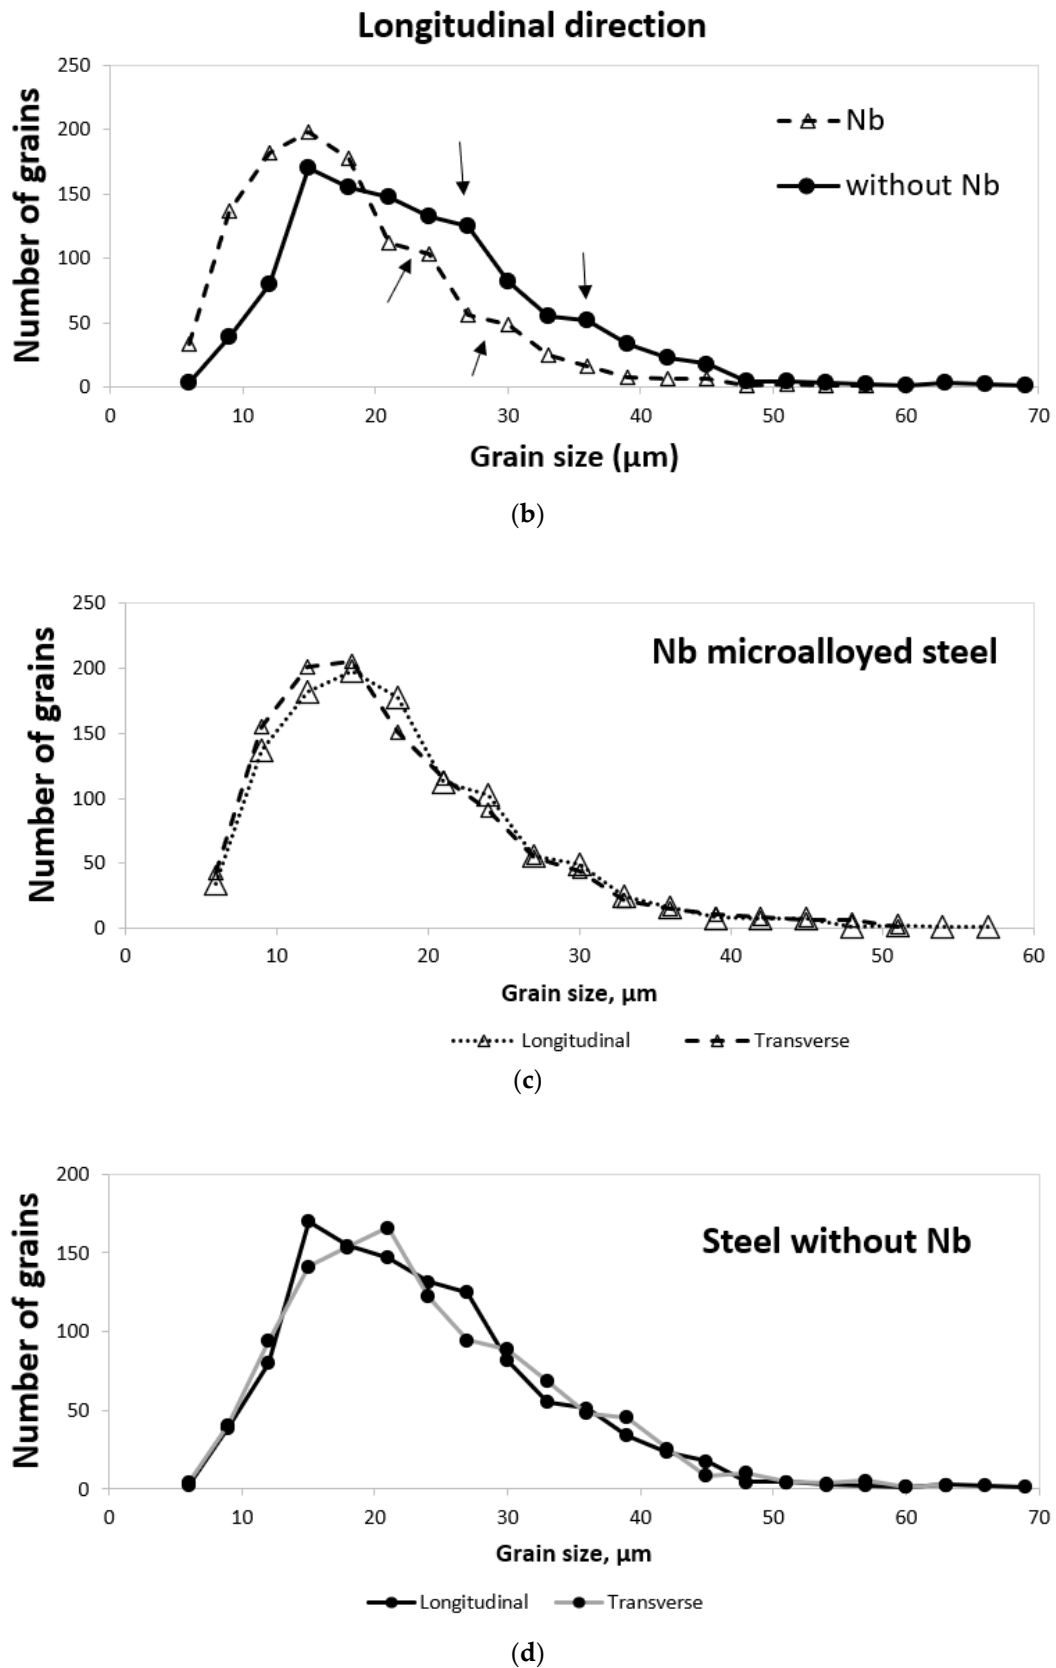 Longitudinal direction
250
200
150
100
50
0
Number of grains
Nb
without Nb
0 10 20 30 40 50 60 70
Grain size (μm)
(b)
250
200
150
100
50
0
Number of grains
Nb microalloyed steel
0 10 20 30 40 50 60
Grain size, μm
Longitudinal Transverse
(c)
200
150
100
50
0
Number of grains
Steel without Nb
0 10 20 30 40 50 60 70
Grain size, μm
Longitudinal Transverse
(d)